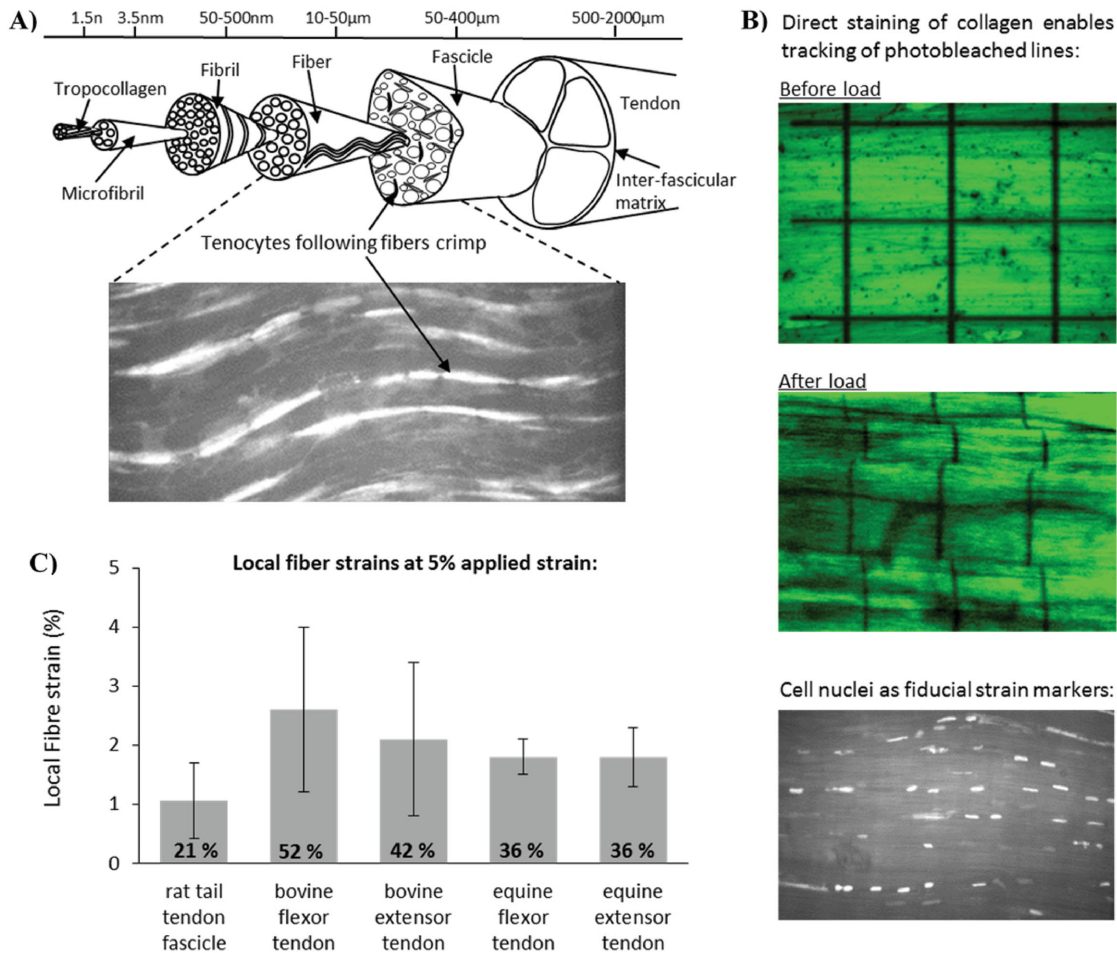 A)
1.5n 3.5nm 50-500nm 10-50µm 50-400µm 500-2000µm
Tropocollagen
Fibril
Fiber
Fascicle
Tendon
Microfibril
Inter-fascicular
matrix
Tenocytes following fibers crimp
B) Direct staining of collagen enables
tracking of photobleached lines:
Before load
After load
Cell nuclei as fiducial strain markers:
C)
Local fiber strains at 5% applied strain:
Local Fibre strain (%)
5
4
3
2
1
0
21 % 52 % 42 % 36 % 36 %
rat tail
tendon
fascicle
bovine
flexor
tendon
bovine
extensor
tendon
equine
flexor
tendon
equine
extensor
tendon